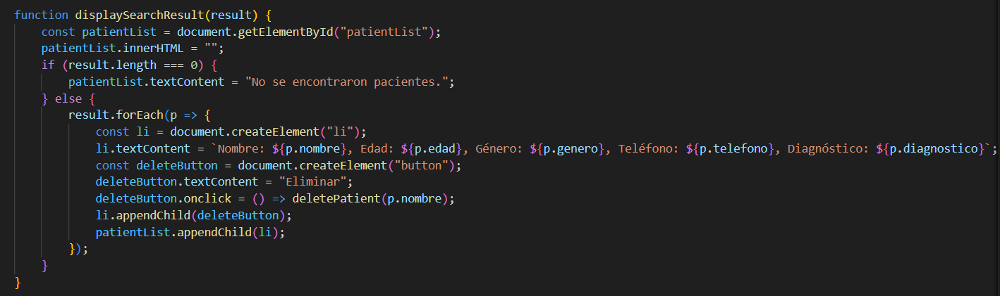 function displaySearchResult(result) {
    const patientList = document.getElementById("patientList");
    patientList.innerHTML = "";
    if (result.length === 0) {
        patientList.textContent = "No se encontraron pacientes.";
    } else {
        result.forEach(p => {
            const li = document.createElement("li");
            li.textContent = `Nombre: ${p.nombre}, Edad: ${p.edad}, Género: ${p.genero}, Teléfono: ${p.telefono}, Diagnóstico: ${p.diagnostico}`;
            const deleteButton = document.createElement("button");
            deleteButton.textContent = "Eliminar";
            deleteButton.onclick = () => deletePatient(p.nombre);
            li.appendChild(deleteButton);
            patientList.appendChild(li);
        });
    }
}